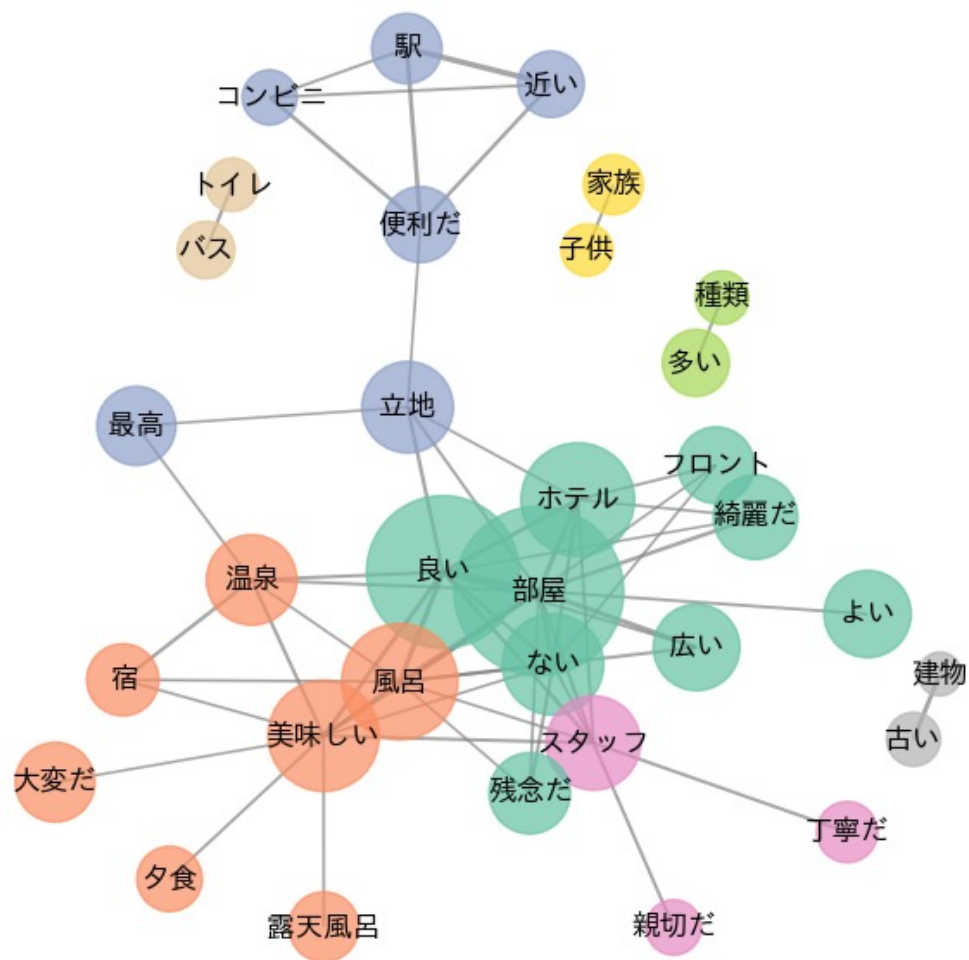 駅
近い
コンビニ
トイレ
家族
便利だ
バス
子供
種類
多い
立地
最高
フロント
ホテル
綺麗だ
良い
温泉
部屋
よい
広い
ない
建物
宿
風呂
美味しい
スタッフ
古い
大変だ
残念だ
丁寧だ
夕食
露天風呂
親切だ